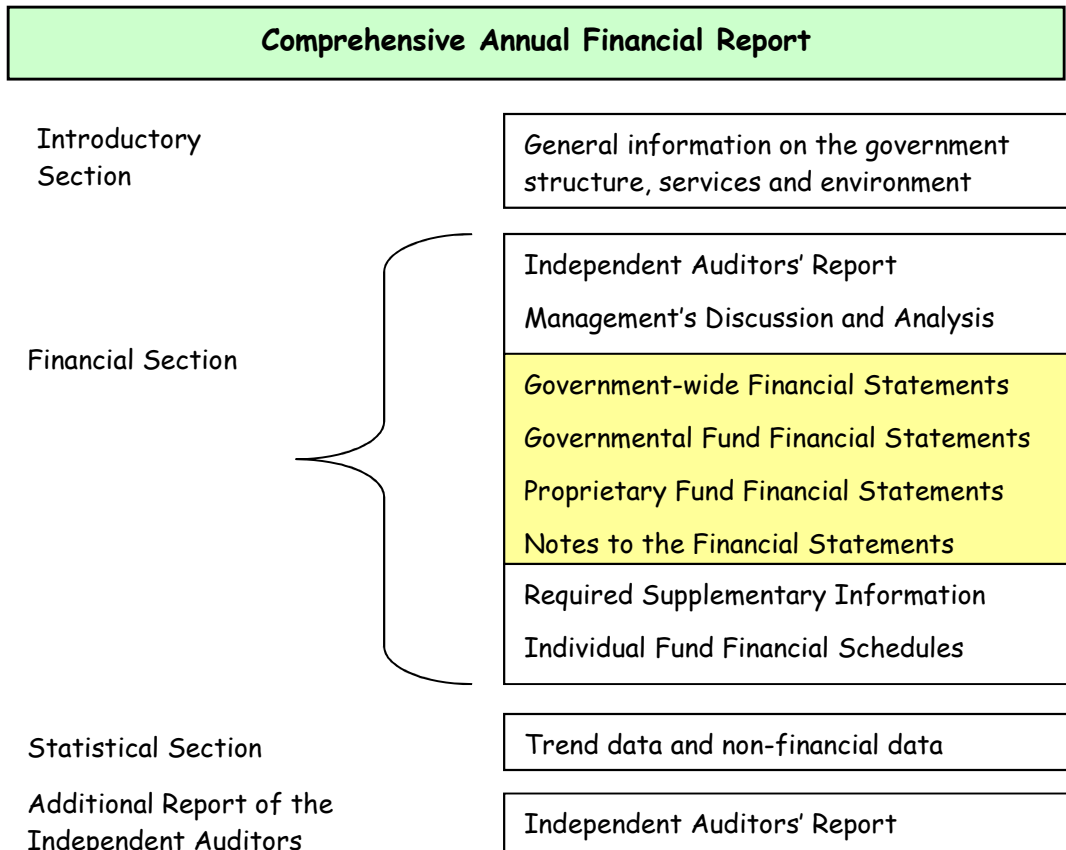 Comprehensive Annual Financial Report
Introductory
Section
General information on the government
structure, services and environment
Financial Section
Independent Auditors’ Report
Management’s Discussion and Analysis
Government-wide Financial Statements
Governmental Fund Financial Statements
Proprietary Fund Financial Statements
Notes to the Financial Statements
Required Supplementary Information
Individual Fund Financial Schedules
Statistical Section
Trend data and non-financial data
Additional Report of the
Independent Auditors
Independent Auditors’ Report